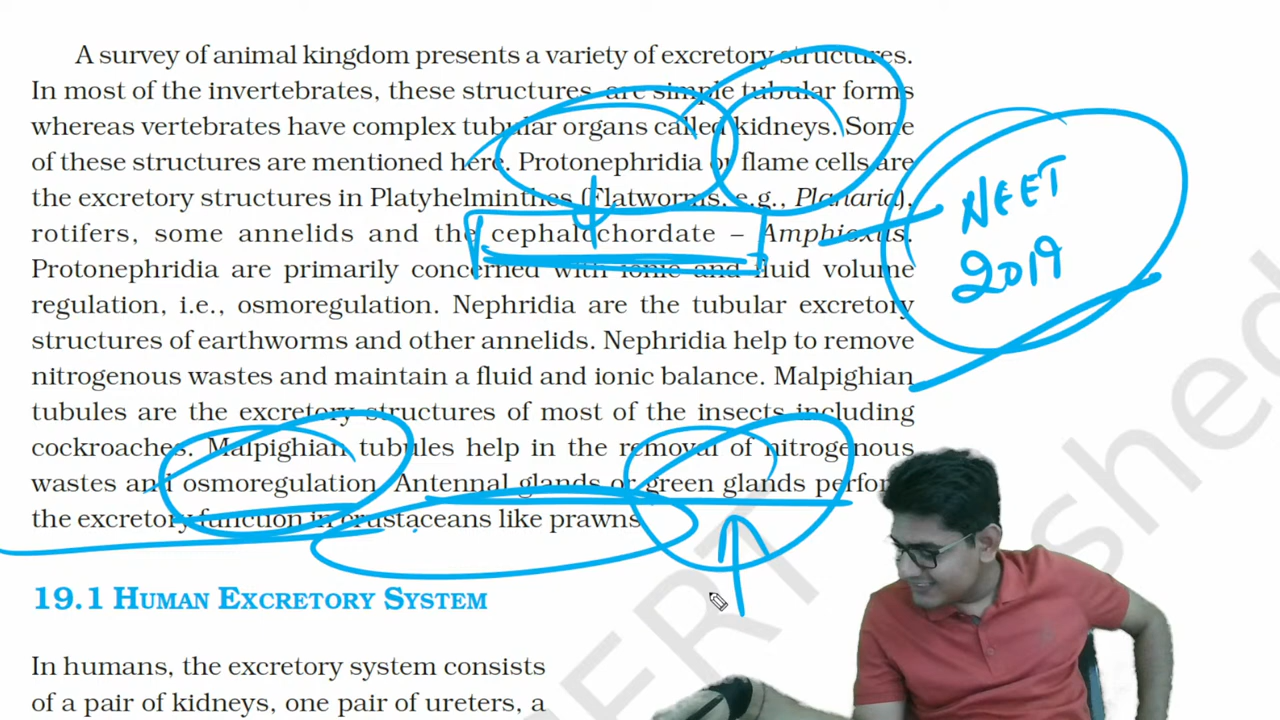 A survey of animal kingdom presents a variety of excretory structures.
In most of the invertebrates, these structures are simple tubular forms
whereas vertebrates have complex tubular organs called kidneys. Some
of these structures are mentioned here. Protonephridia or flame cells are
the excretory structures in Platyhelminthes (Flatworms, e.g., Planaria),
rotifers, some annelids and the cephalochordate – Amphioxus.
Protonephridia are primarily concerned with ionic and fluid volume
regulation, i.e., osmoregulation. Nephridia are the tubular excretory
structures of earthworms and other annelids. Nephridia help to remove
nitrogenous wastes and maintain a fluid and ionic balance. Malpighian
tubules are the excretory structures of most of the insects including
cockroaches. Malpighian tubules help in the removal of nitrogenous
wastes and osmoregulation. Antennal glands or green glands
the excretory function in crustaceans like prawns.
NEET
2019
19.1 HUMAN EXCRETORY SYSTEM
In humans, the excretory system consists
of a pair of kidneys, one pair of ureters, a